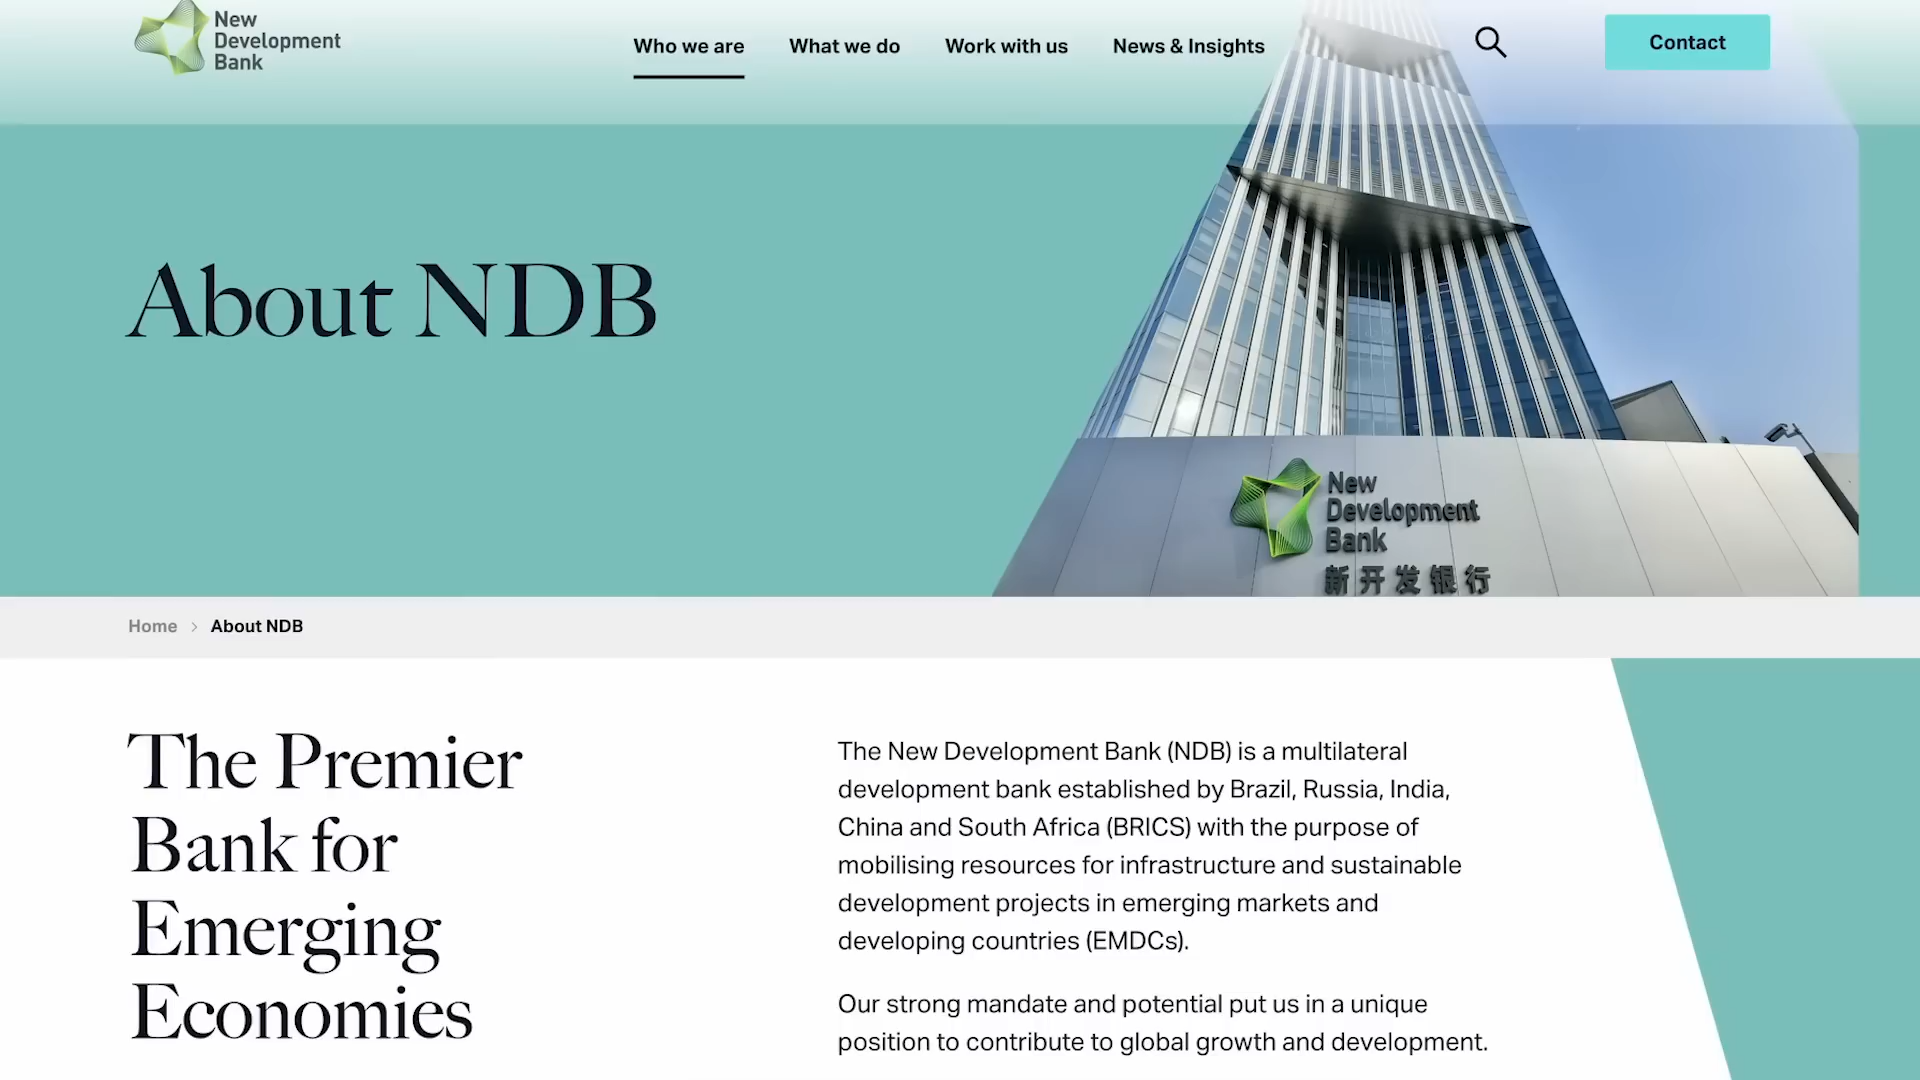 New
Development
Bank
Who we are
What we do
Work with us
News & Insights
Contact
About NDB
New
Development
Bank
新开发银行
Home > About NDB
The Premier
Bank for
Emerging
Economies
The New Development Bank (NDB) is a multilateral
development bank established by Brazil, Russia, India,
China and South Africa (BRICS) with the purpose of
mobilising resources for infrastructure and sustainable
development projects in emerging markets and
developing countries (EMDCs).
Our strong mandate and potential put us in a unique
position to contribute to global growth and development.